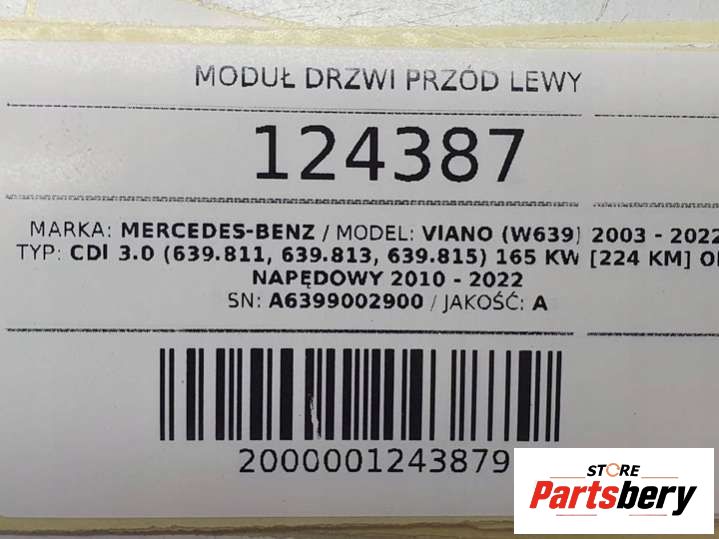 MODUŁ DRZWI PRZÓD LEWY
124387
MARKA: MERCEDES-BENZ / MODEL: VIANO (W639) 2003 - 2022
TYP: CDI 3.0 (639.811, 639.813, 639.815) 165 KW [224 KM]
NAPĘDOWY 2010 - 2022
SN: A6399002900 / JAKOŚĆ: A
2000001243879
STORE
Partsbery